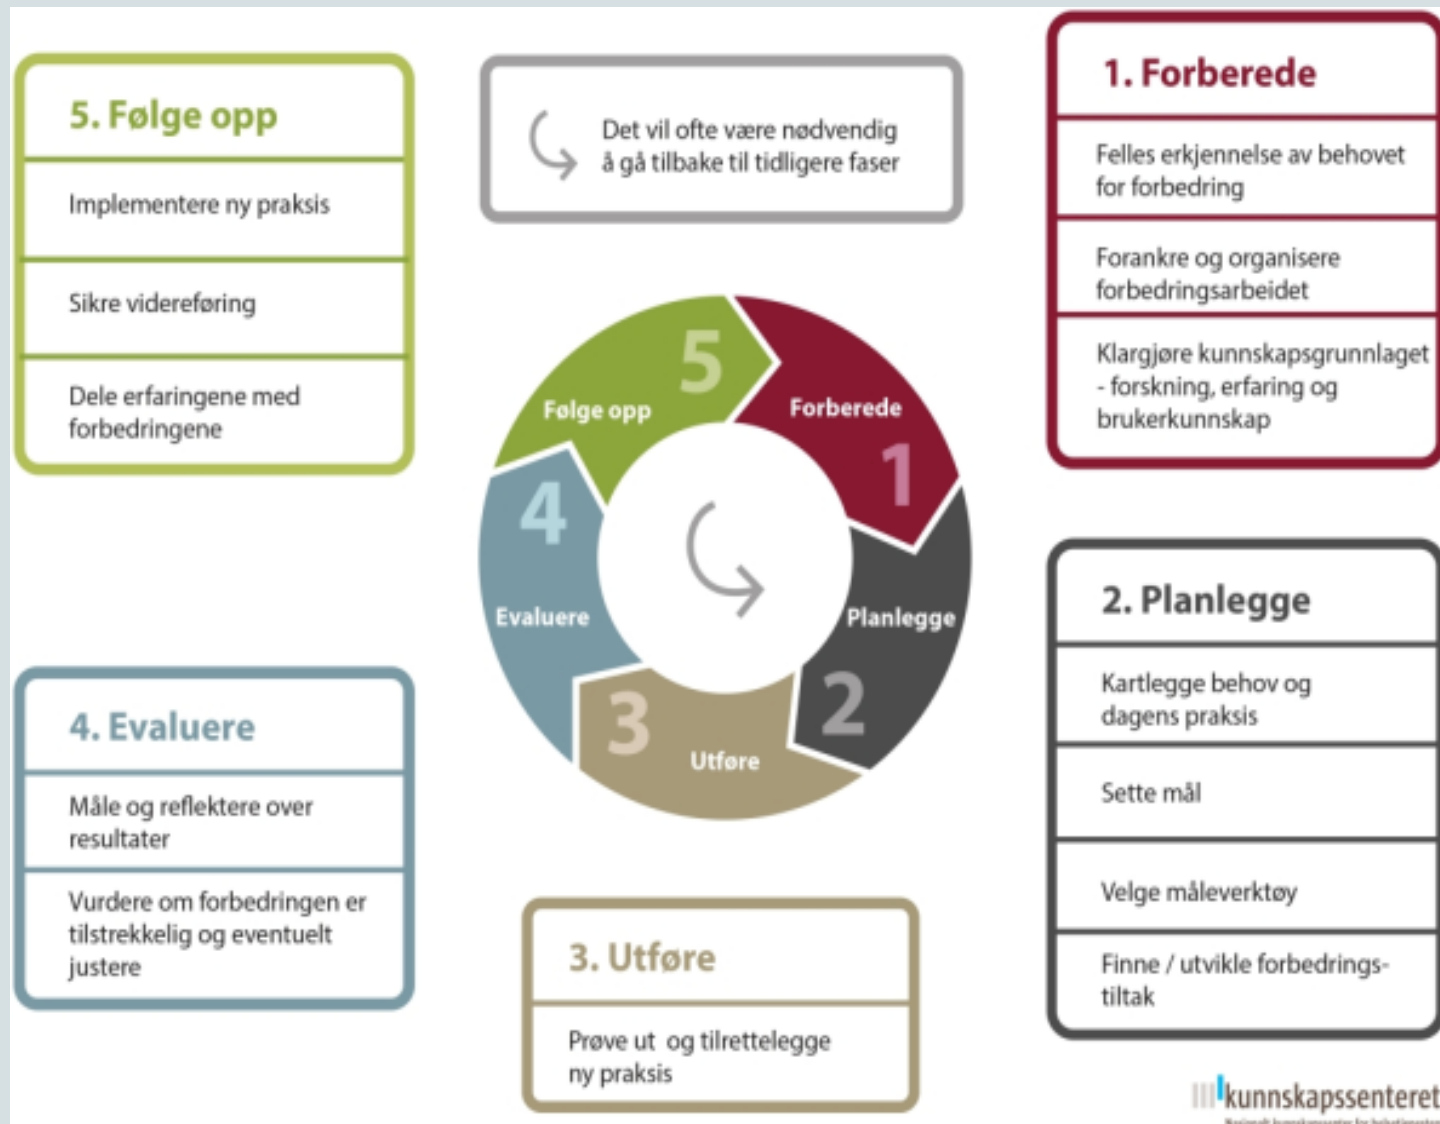 1. Forberede
Felles erkjennelse av behovet
for forbedring
Forankre og organisere
forbedringsarbeidet
Klargjøre kunnskapsgrunnlaget
- forskning, erfaring og
brukerkunnskap
2. Planlegge
Kartlegge behov og
dagens praksis
Sette mål
Velge måleverktøy
Finne / utvikle forbedrings-
tiltak
3. Utføre
Prøve ut og tilrettelegge
ny praksis
4. Evaluere
Måle og reflektere over
resultater
Vurdere om forbedringen er
tilstrekkelig og eventuelt
justere
5. Følge opp
Implementere ny praksis
Sikre videreføring
Dele erfaringene med
forbedringene
Det vil ofte være nødvendig
å gå tilbake til tidligere faser
5
Følge opp
Forberede
1
4
Evaluere
Planlegge
2
3
Utføre
kunnskapssenteret
Nasjonalt kunnskapssenter for helsetjenesten